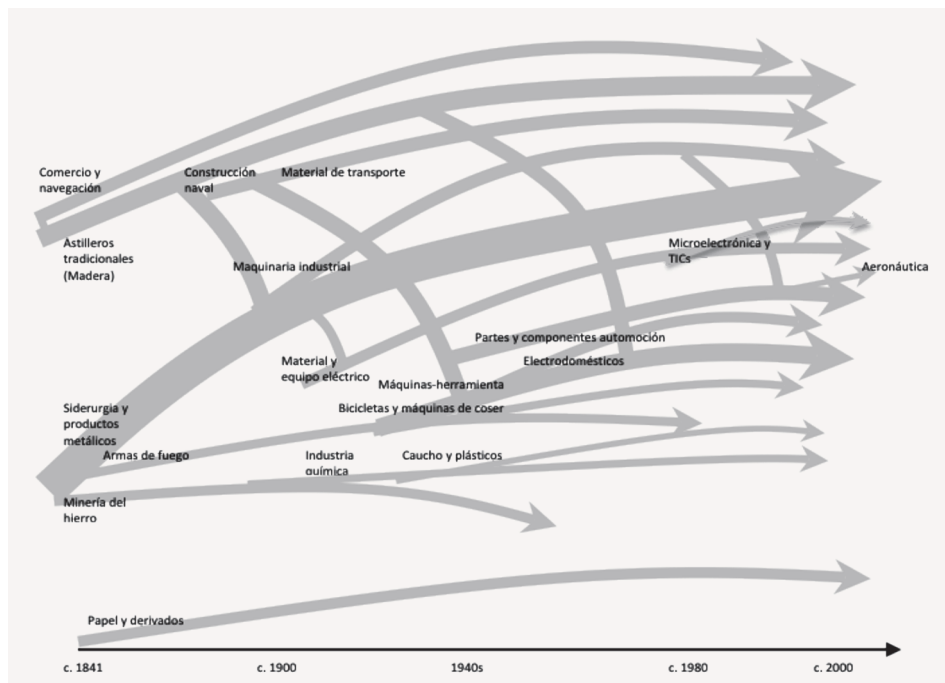 Comercio y
navegación
Construcción
naval
Material de transporte
Astilleros
tradicionales
(Madera)
Maquinaria industrial
Microelectrónica y
TICs
Aeronáutica
Partes y componentes automoción
Material y
equipo eléctrico
Electrodomésticos
Máquinas-herramienta
Siderurgia y
productos
metálicos
Bicicletas y máquinas de coser
Armas de fuego
Industria
química
Caucho y plásticos
Minería del
hierro
Papel y derivados
c. 1841
c. 1900
1940s
c. 1980
c. 2000